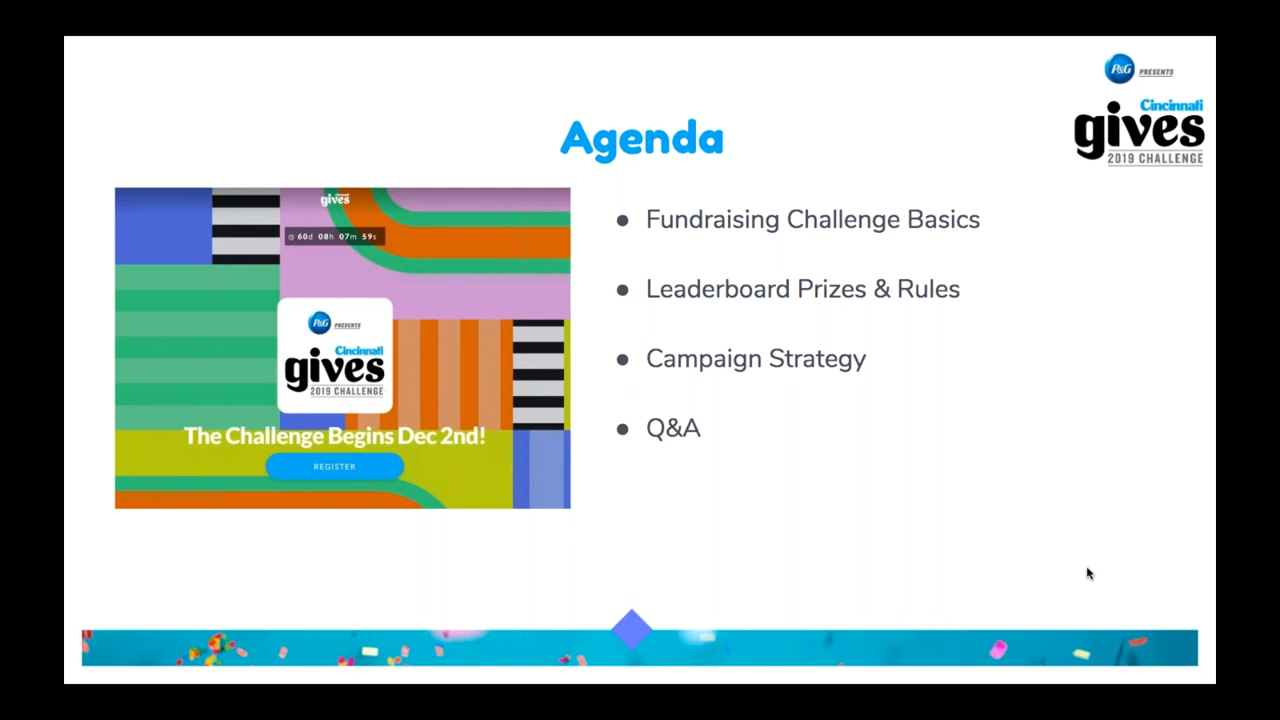 P&G PRESENTS
Cincinnati
gives
2019 CHALLENGE
Agenda
Cincinnati
gives
60d 08h 07m 59s
P&G PRESENTS
Cincinnati
gives
2019 CHALLENGE
The Challenge Begins Dec 2nd!
REGISTER
• Fundraising Challenge Basics
• Leaderboard Prizes & Rules
• Campaign Strategy
• Q&A